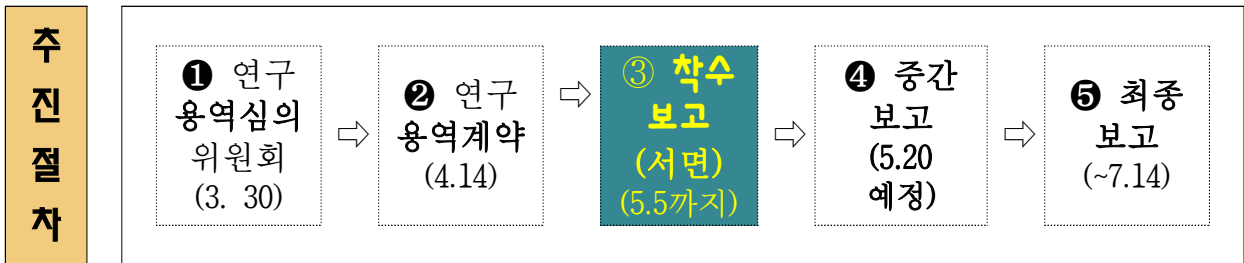 추
진
절
차
❶ 연구
용역심의
위원회
(3. 30)
⇨
❷ 연구
용역계약
(4.14)
⇨
③ 착수
보고
(서면)
(5.5까지)
⇨
❹ 중간
보고
(5.20
예정)
⇨
❺ 최종
보고
(~7.14)